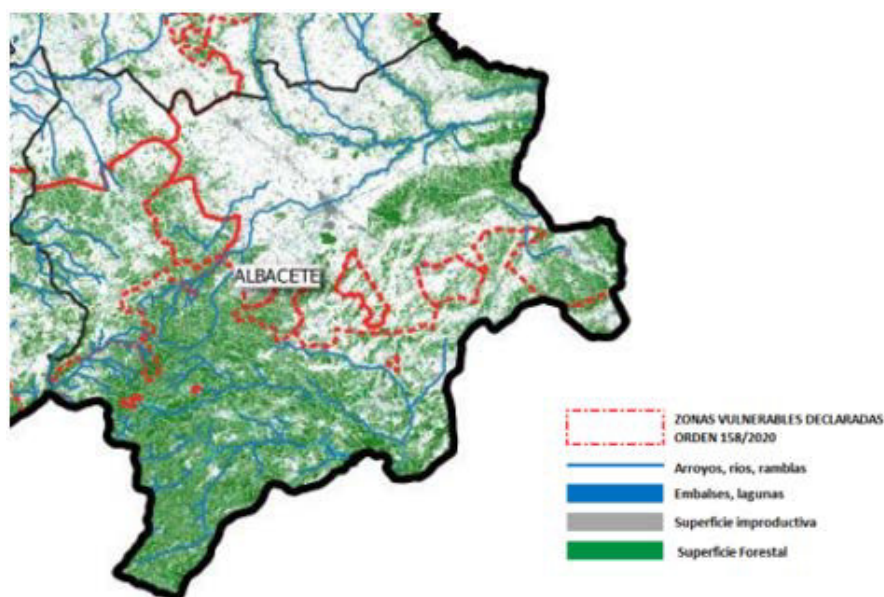 ALBACETE
ZONAS VULNERABLES DECLARADAS
ORDEN 158/2020
Arroyos, ríos, ramblas
Embalses, lagunas
Superficie improductiva
Superficie Forestal